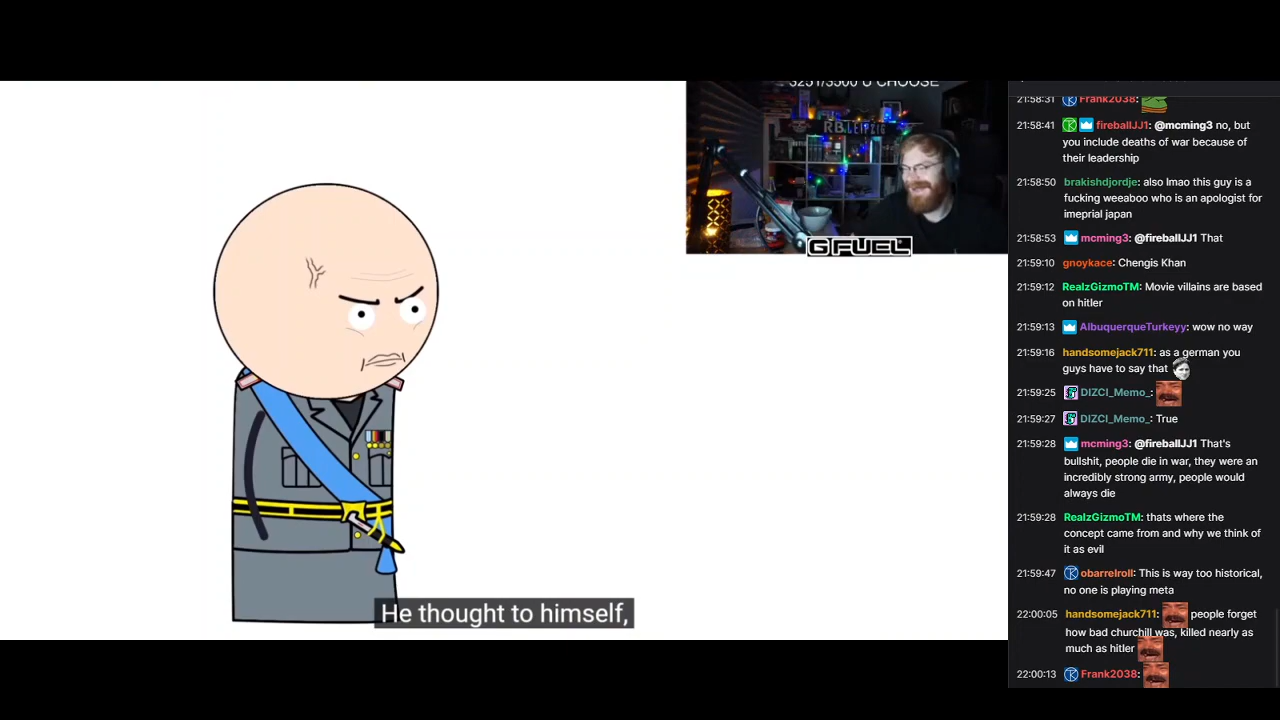 3251/3500 U CHOOSE
RB LEIPZIG
G FUEL
He thought to himself,
21:58:31 Frank2038:
21:58:41 fireballJJ1: @mcming3 no, but
you include deaths of war because of
their leadership
21:58:50 brakishdjordje: also lmao this guy is a
fucking weeaboo who is an apologist for
imeprial japan
21:58:53 mcming3: @fireballJJ1 That
21:59:10 gnoykace: Chengis Khan
21:59:12 RealzGizmoTM: Movie villains are based
on hitler
21:59:13 AlbuquerqueTurkeyy: wow no way
21:59:16 handsomejack711: as a german you
guys have to say that
21:59:25 DIZCI_Memo_:
21:59:27 DIZCI_Memo_: True
21:59:28 mcming3: @fireballJJ1 That's
bullshit, people die in war, they were an
incredibly strong army, people would
always die
21:59:28 RealzGizmoTM: thats where the
concept came from and why we think of
it as evil
21:59:47 obarrelroll: This is way too historical,
no one is playing meta
22:00:05 handsomejack711: people forget
how bad churchill was, killed nearly as
much as hitler
22:00:13 Frank2038: